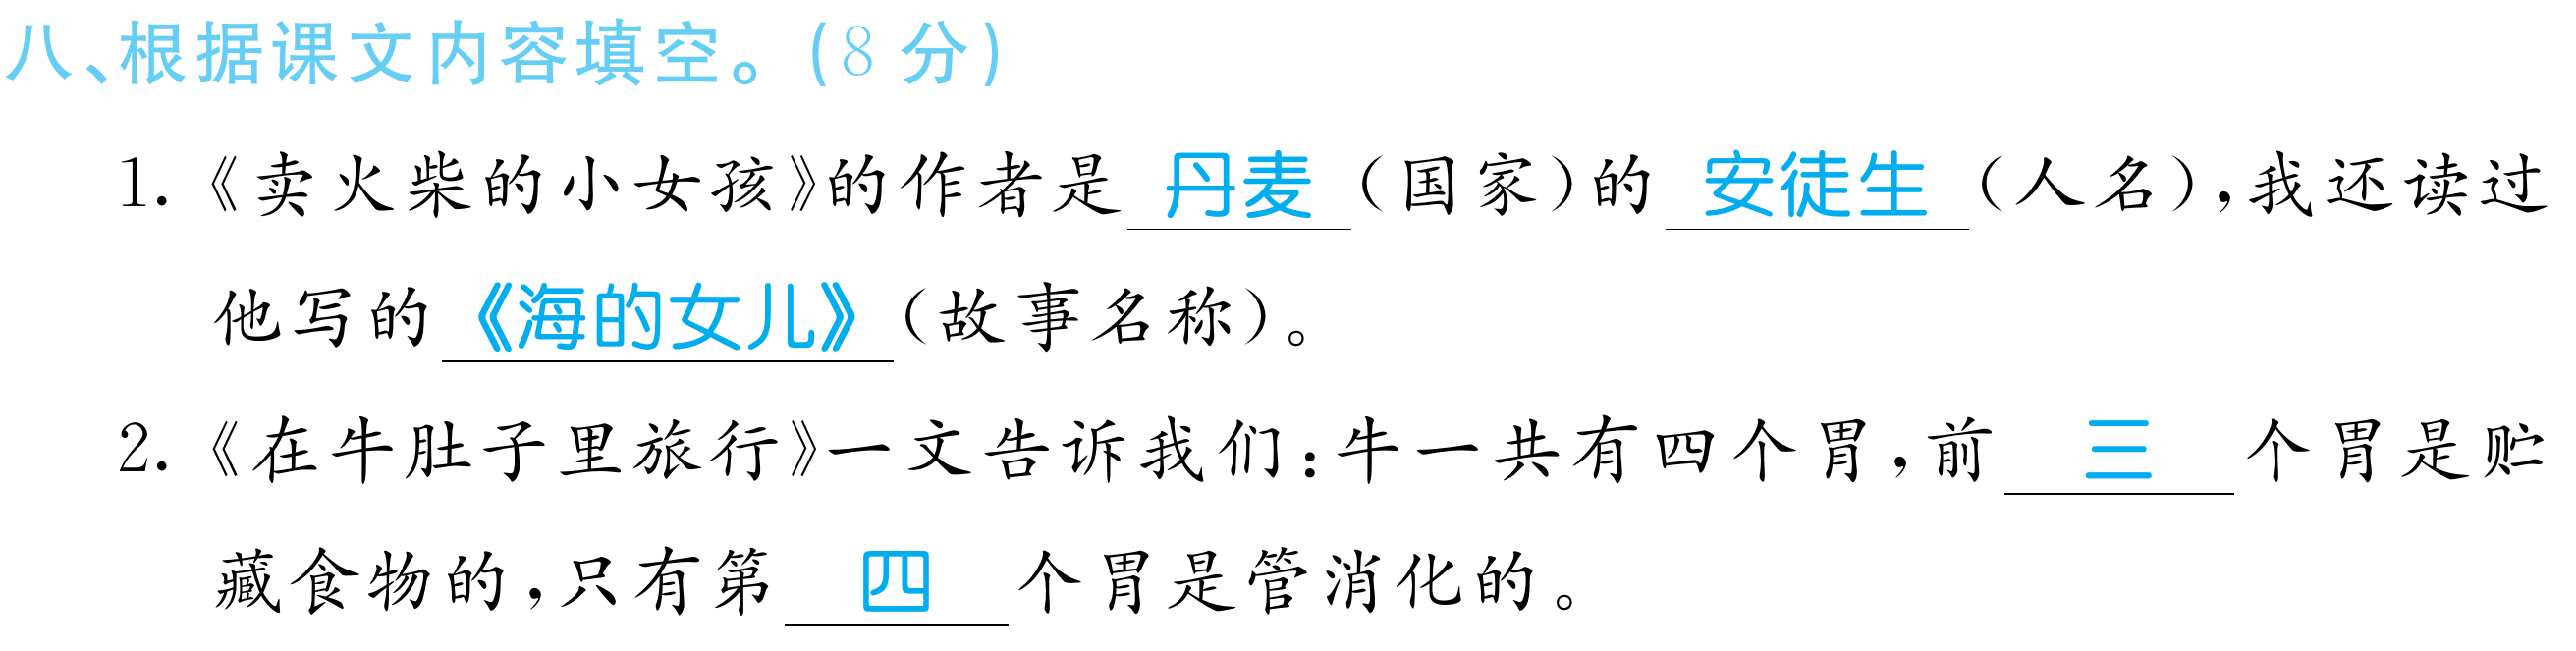 八、根据课文内容填空。(8 分)
1.《卖火柴的小女孩》的作者是 丹麦 (国家)的 安徒生 (人名),我还读过
他写的 《海的女儿》 (故事名称)。
2.《在牛肚子里旅行》一文告诉我们:牛一共有四个胃,前 三 个胃是贮
藏食物的,只有第 四 个胃是管消化的。